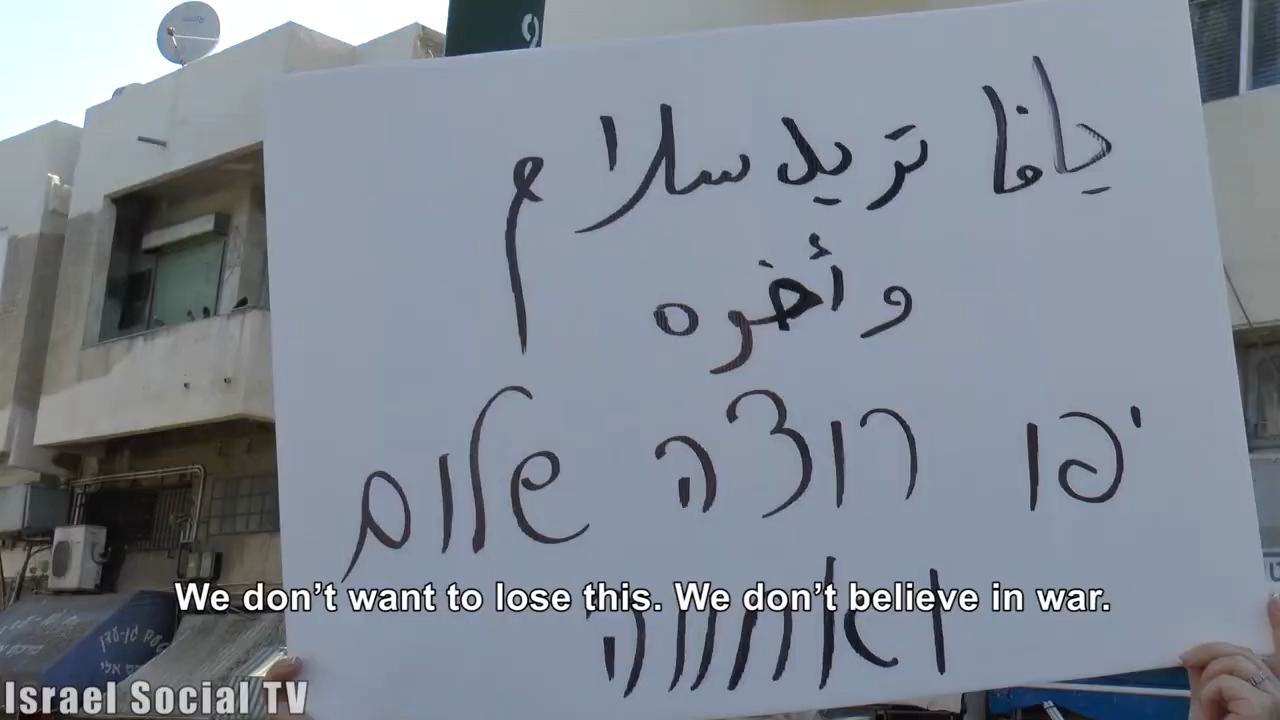 يافا تريد سلام
وأخوه
יפו רוצה שלום
ואחווה
We don't want to lose this. We don't believe in war.
Israel Social TV